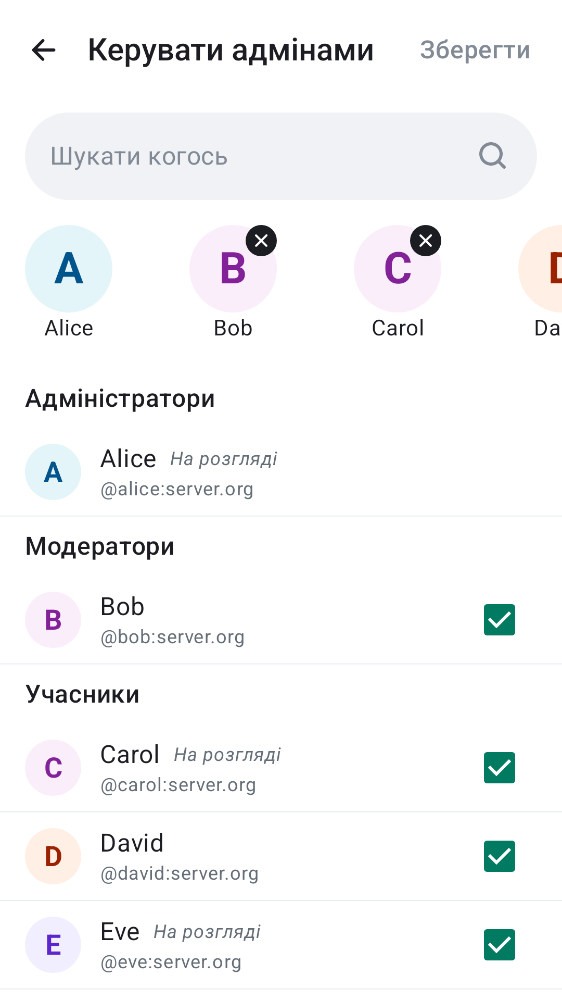 Керувати адмінами
Зберегти
Шукати когось
A
B
C
D
Alice
Bob
Carol
Da
Адміністратори
A
Alice На розгляді
@alice:server.org
Модератори
B
Bob
@bob:server.org
Учасники
C
Carol На розгляді
@carol:server.org
D
David
@david:server.org
E
Eve На розгляді
@eve:server.org